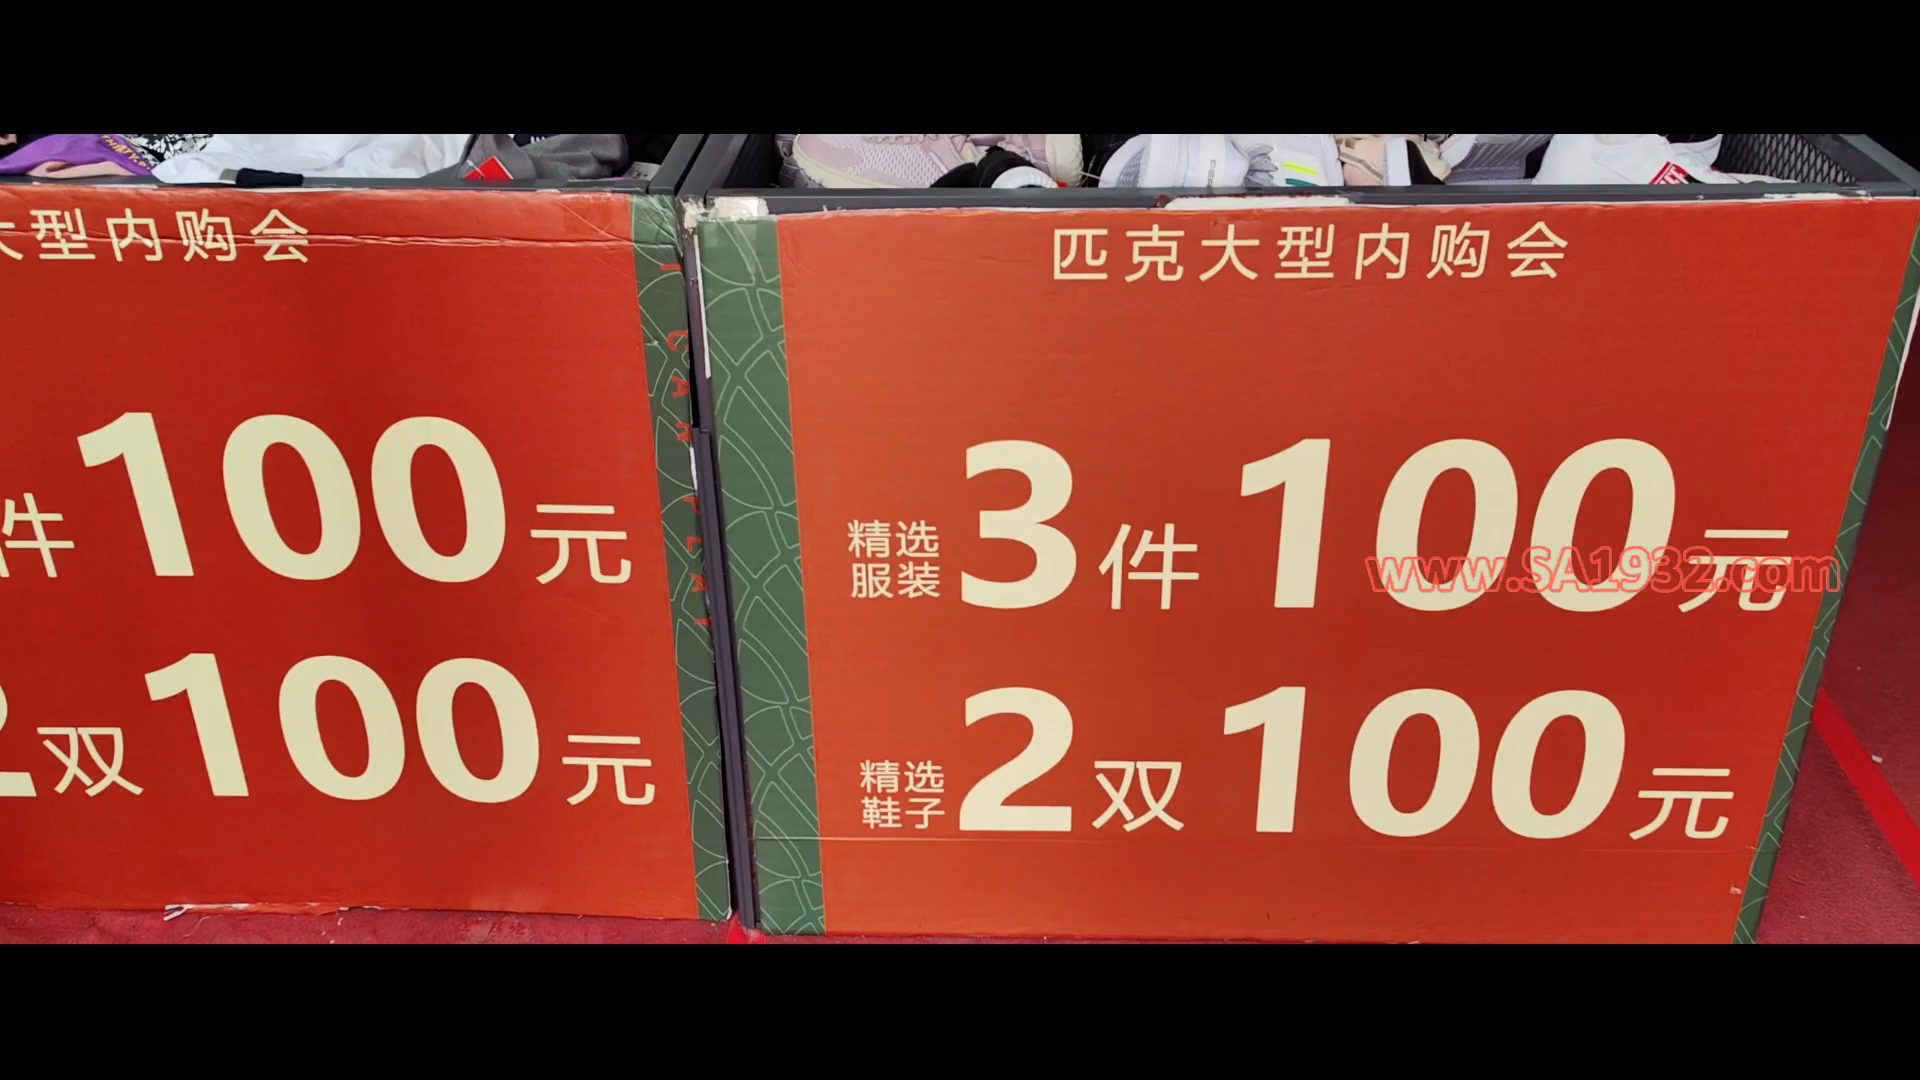 大型内购会
件100元
2双100元
匹克大型内购会
精选服装3件100元
精选鞋子2双100元
www.SA1932.com